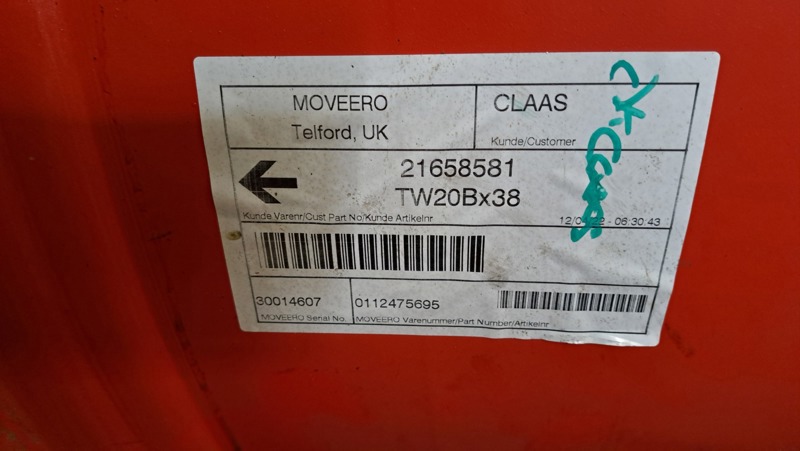 MOVEERO
Telford, UK
CLAAS
Kunde/Customer
21658581
TW20Bx38
Kunde Varenr/Cust Part No/Kunde Artikelnr
06:30:43
30014607
MOVEERO Serial No.
0112475695
MOVEERO Varenummer/Part Number/Artikelnr